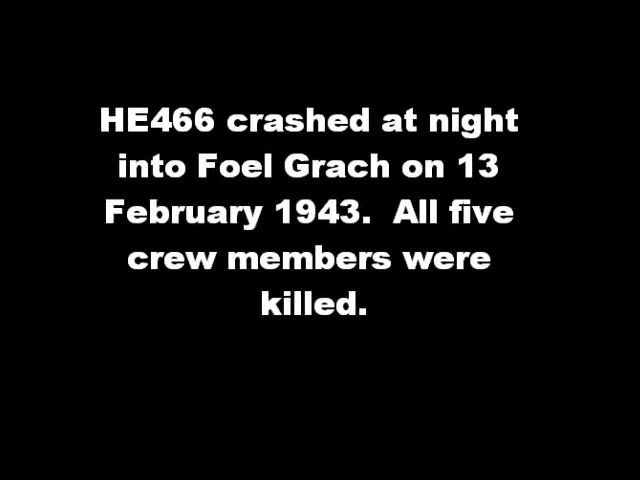 HE466 crashed at night
into Foel Grach on 13
February 1943.  All five
crew members were
killed.